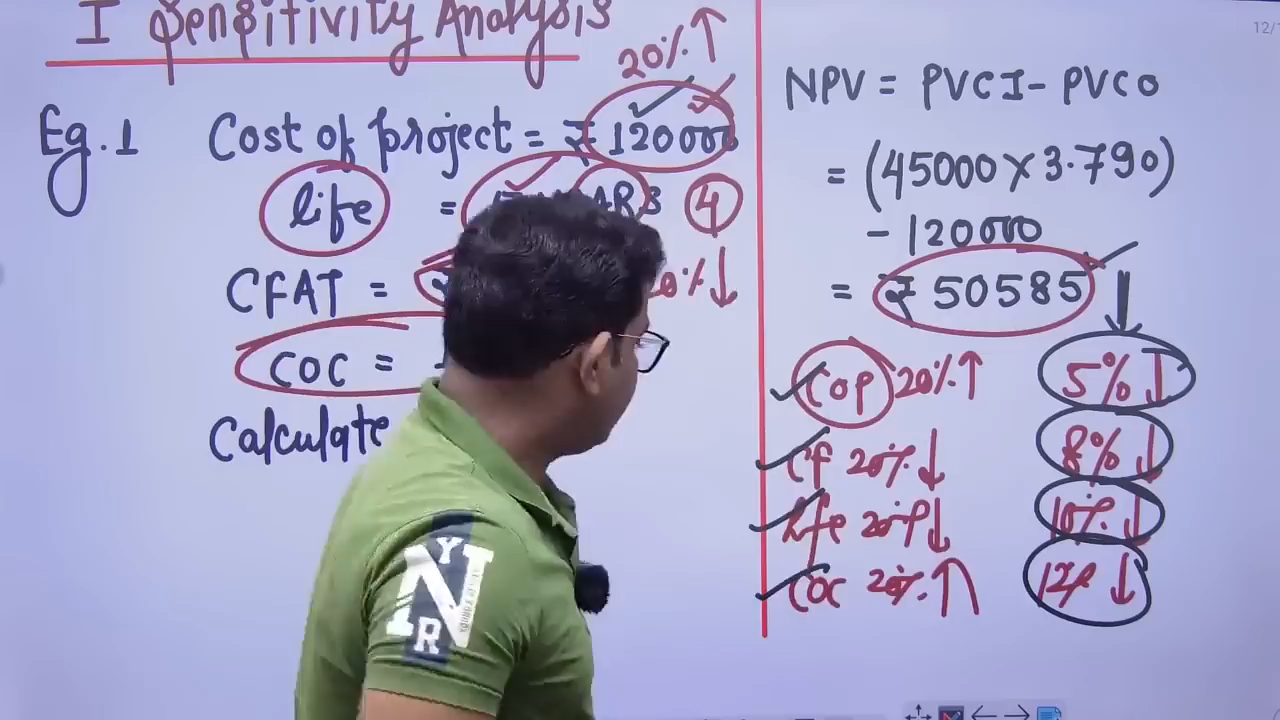 I Sensitivity Analysis
20% ↑
Eg. 1 Cost of project = ₹ 120000
life = 4
CFAT =
COC =
Calculate
NPV = PVCI - PVCO
= (45000 x 3.790)
- 120000
= ₹ 50585
COP 20% ↑ 5% ↓
Cf 20% ↓ 8% ↓
life 20% ↓ 10% ↓
COC 20% ↑ 12% ↓
NY
R